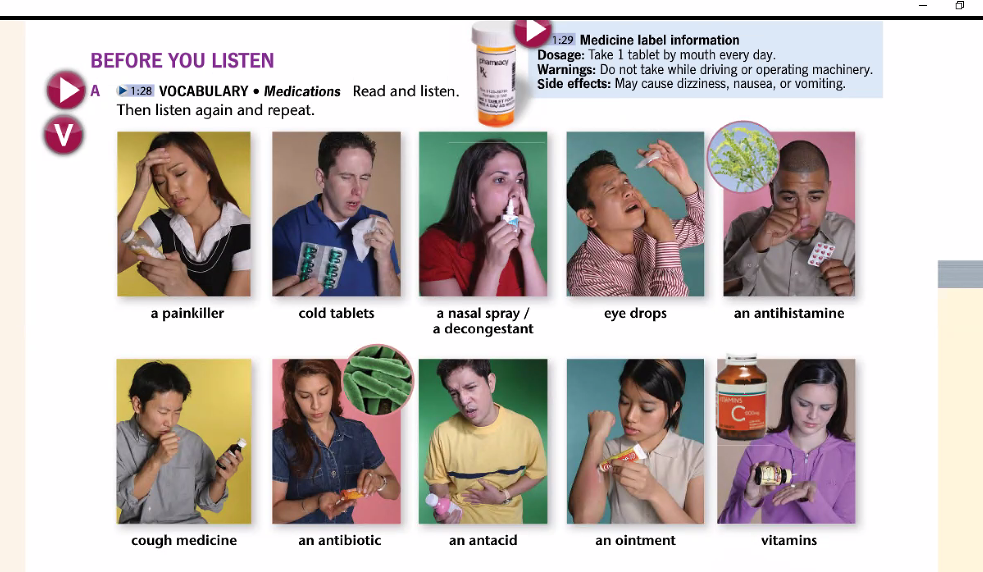 BEFORE YOU LISTEN
A 1:28 VOCABULARY • Medications Read and listen.
Then listen again and repeat.
V
pharmacy
1:29 Medicine label information
Dosage: Take 1 tablet by mouth every day.
Warnings: Do not take while driving or operating machinery.
Side effects: May cause dizziness, nausea, or vomiting.
a painkiller
cold tablets
a nasal spray /
a decongestant
eye drops
an antihistamine
VITAMINS
C
cough medicine
an antibiotic
an antacid
an ointment
vitamins